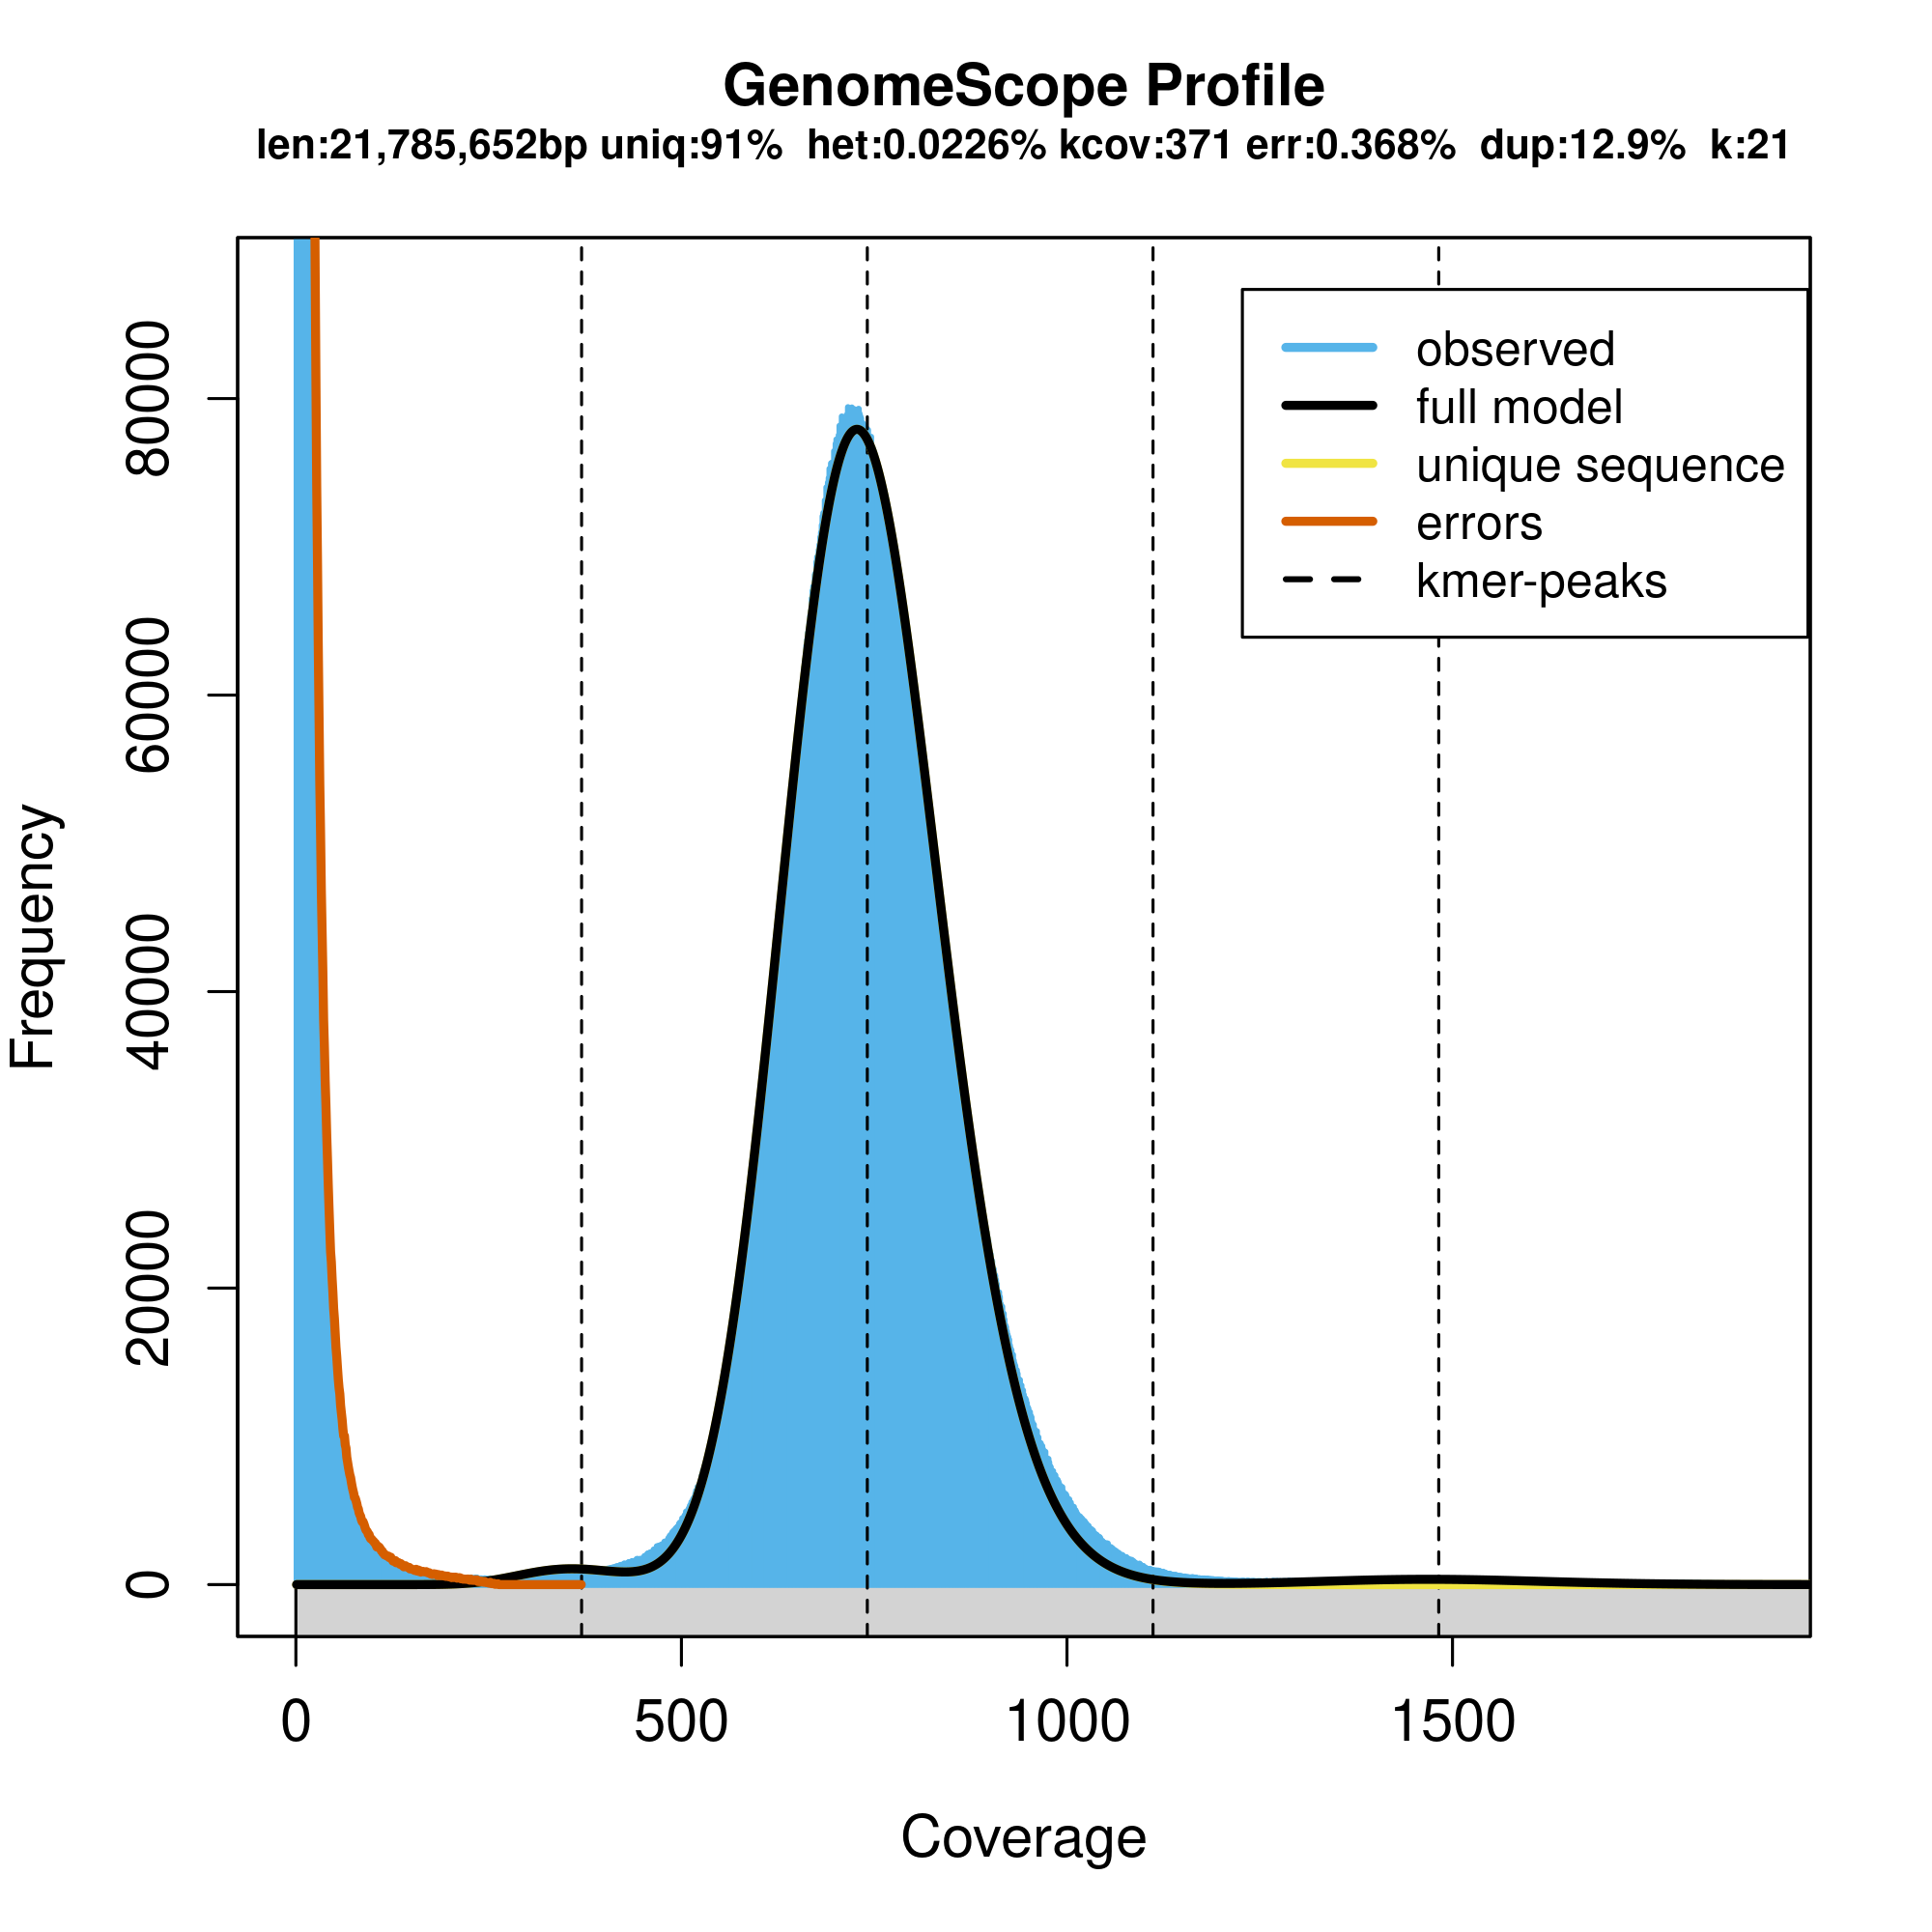 GenomeScope Profile
len:21,785,652bp uniq:91% het:0.0226% kcov:371 err:0.368% dup:12.9% k:21
observed
full model
unique sequence
errors
kmer-peaks
Frequency
80000
60000
40000
20000
0
0 500 1000 1500
Coverage